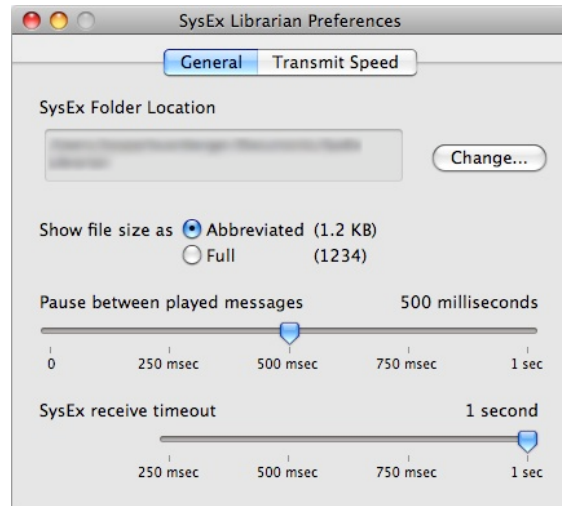 SysEx Librarian Preferences
General Transmit Speed
SysEx Folder Location
Change...
Show file size as Abbreviated (1.2 KB)
Full (1234)
Pause between played messages 500 milliseconds
0 250 msec 500 msec 750 msec 1 sec
SysEx receive timeout 1 second
250 msec 500 msec 750 msec 1 sec